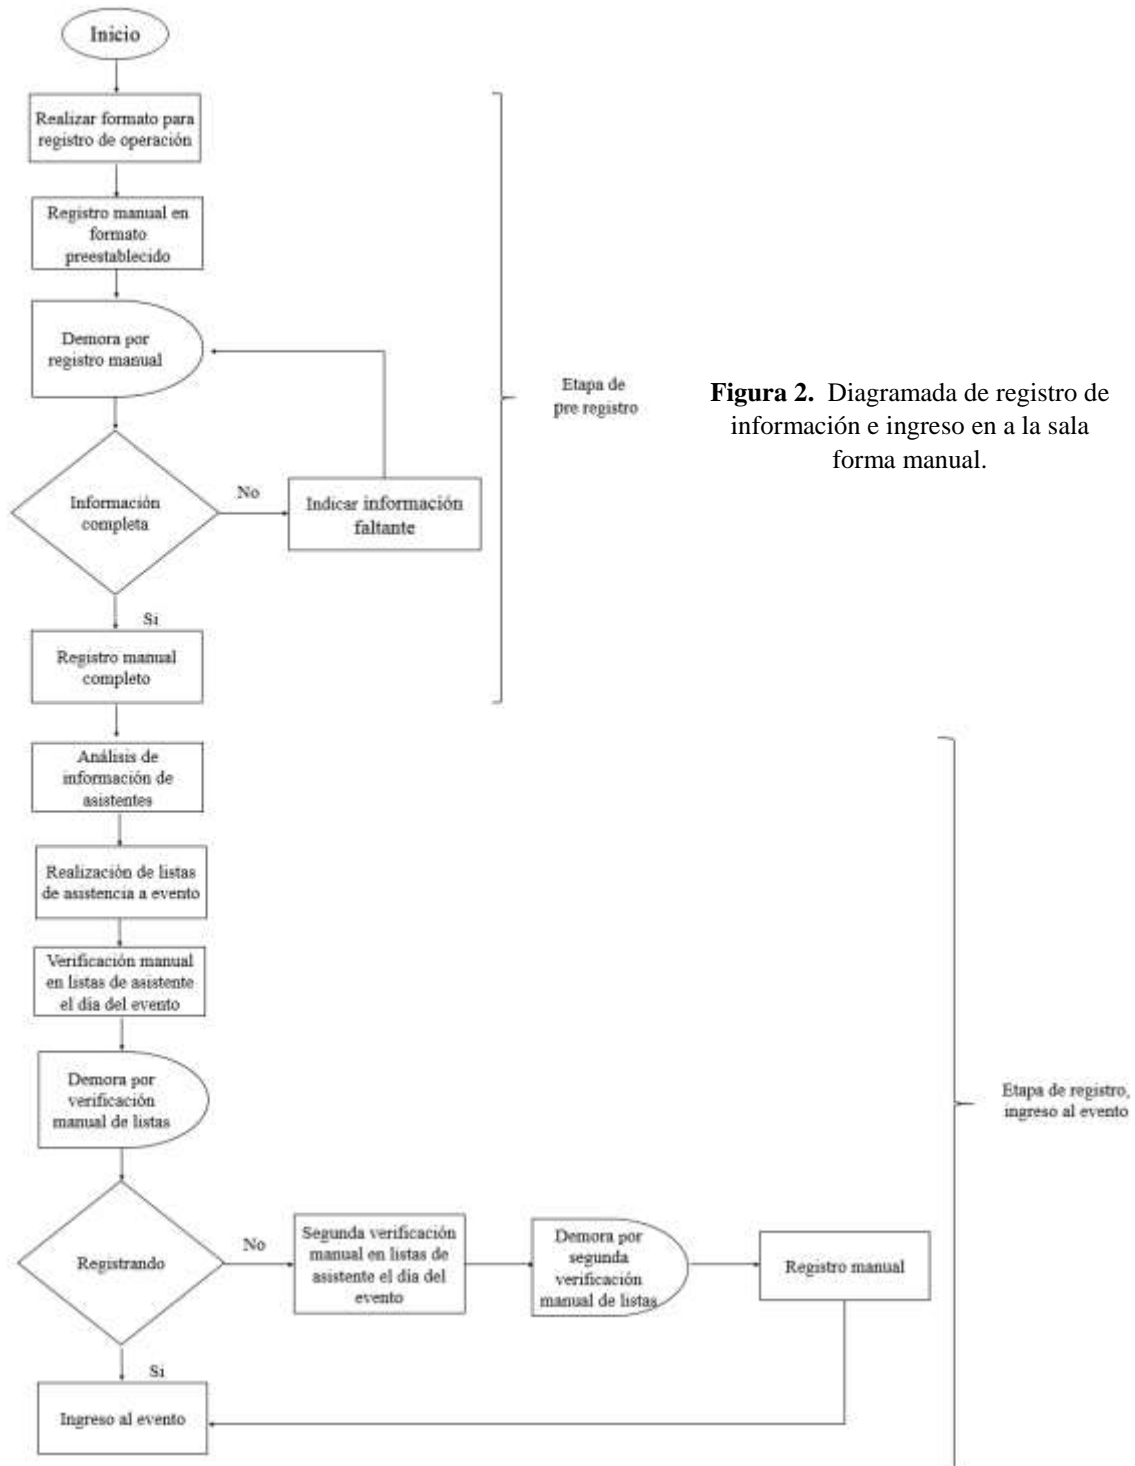 Inicio
Realizar formato para
registro de operación
Registro manual en
formato
preestablecido
Demora por
registro manual
Etapa de
pre registro
Figura 2. Diagramada de registro de
información e ingreso en a la sala
forma manual.
Información
completa
No
Indicar información
faltante
Si
Registro manual
completo
Análisis de
información de
asistentes
Realización de listas
de asistencia a evento
Verificación manual
en listas de asistente
el día del evento
Demora por
verificación
manual de listas
Etapa de registro,
ingreso al evento
Registrando
No
Segunda verificación
manual en listas de
asistente el día del
evento
Demora por
segunda
verificación
manual de listas
Registro manual
Si
Ingreso al evento